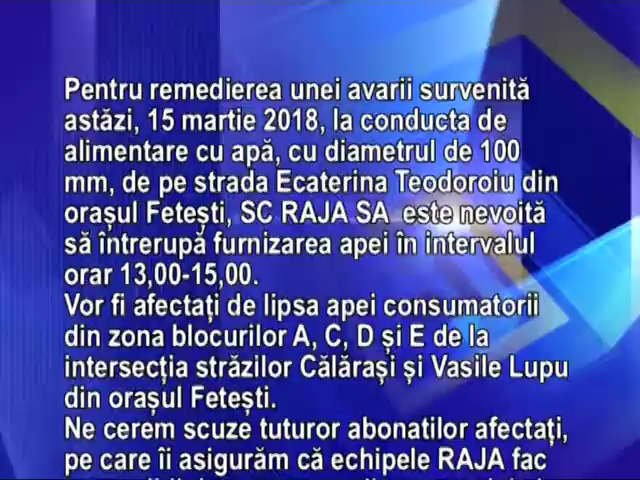 Pentru remedierea unei avarii survenită
astăzi, 15 martie 2018, la conducta de
alimentare cu apă, cu diametrul de 100
mm, de pe strada Ecaterina Teodoroiu din
orașul Fetești, SC RAJA SA  este nevoită
să întrerupă furnizarea apei în intervalul
orar 13,00-15,00.
Vor fi afectați de lipsa apei consumatorii
din zona blocurilor A, C, D și E de la
intersecția străzilor Călărași și Vasile Lupu
din orașul Fetești.
Ne cerem scuze tuturor abonatilor afectați,
pe care îi asigurăm că echipele RAJA fac